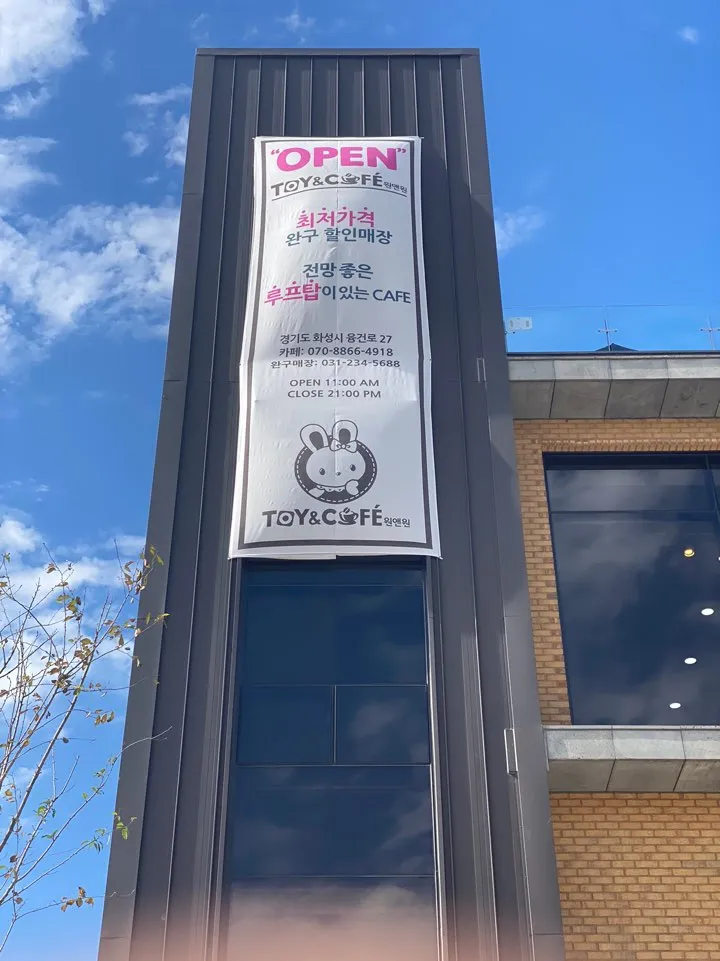 "OPEN"
TOY&CAFÉ 원앤원
최저가격
완구 할인매장
전망 좋은
루프탑이 있는 CAFE
경기도 화성시 융건로 27
카페: 070-8866-4918
완구매장: 031-234-5688
OPEN 11:00 AM
CLOSE 21:00 PM
TOY&CAFÉ 원앤원